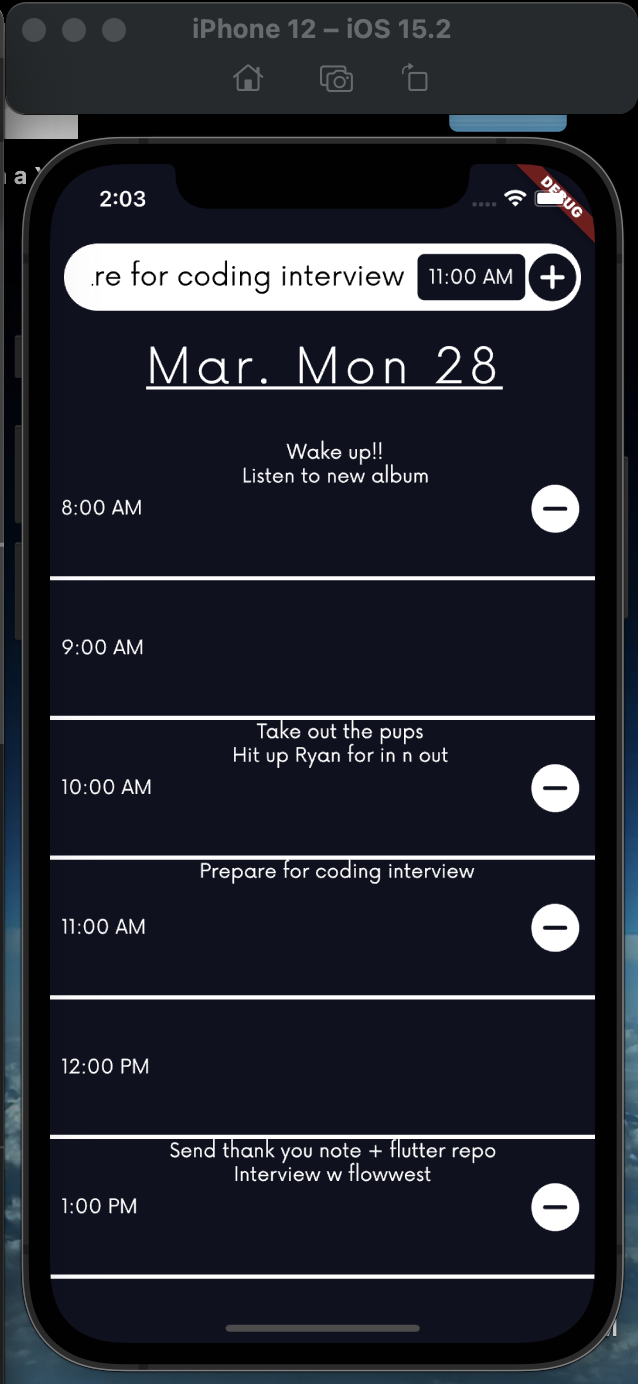 iPhone 12 – iOS 15.2
a
2:03
DEBUG
.re for coding interview 11:00 AM
Mar. Mon 28
Wake up!!
Listen to new album
8:00 AM
9:00 AM
Take out the pups
Hit up Ryan for in n out
10:00 AM
Prepare for coding interview
11:00 AM
12:00 PM
Send thank you note + flutter repo
Interview w flowwest
1:00 PM